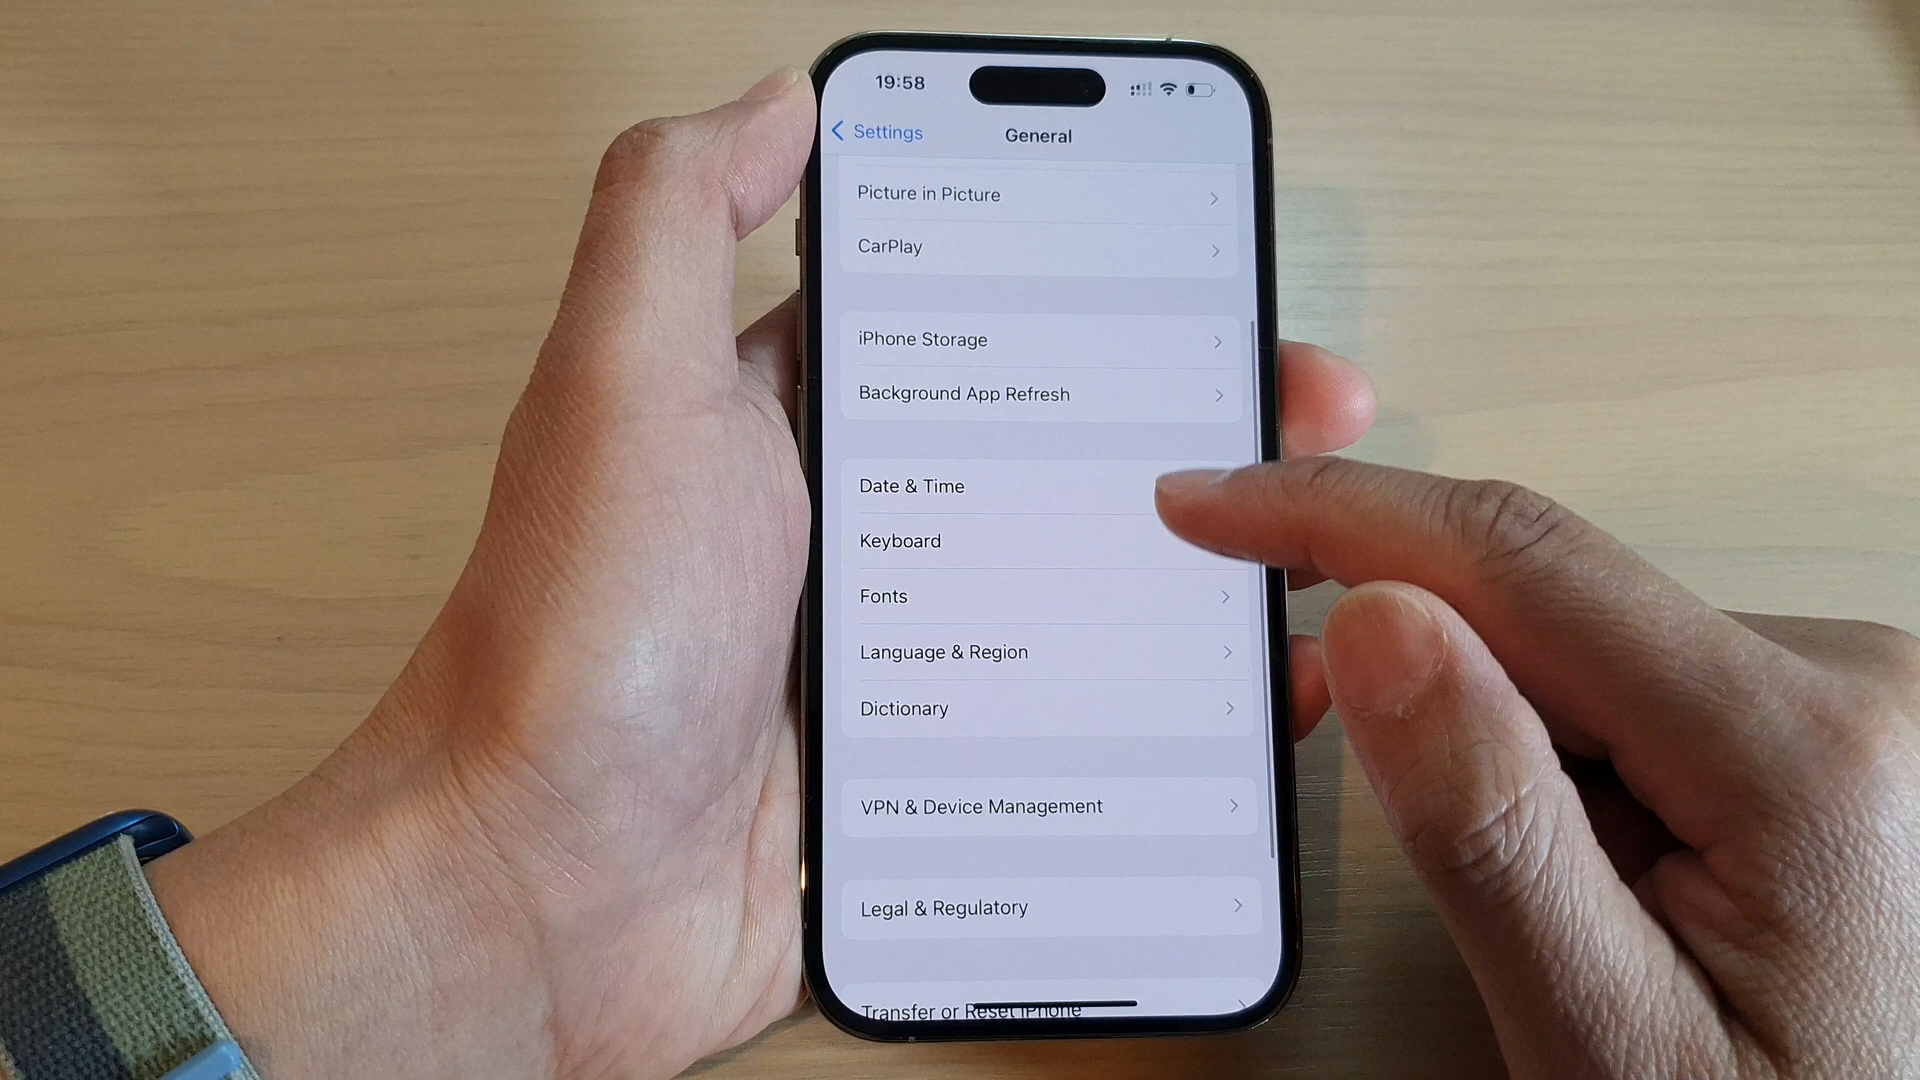 19:58
Settings
General
Picture in Picture
CarPlay
iPhone Storage
Background App Refresh
Date & Time
Keyboard
Fonts
Language & Region
Dictionary
VPN & Device Management
Legal & Regulatory
Transfer or Reset iPhone